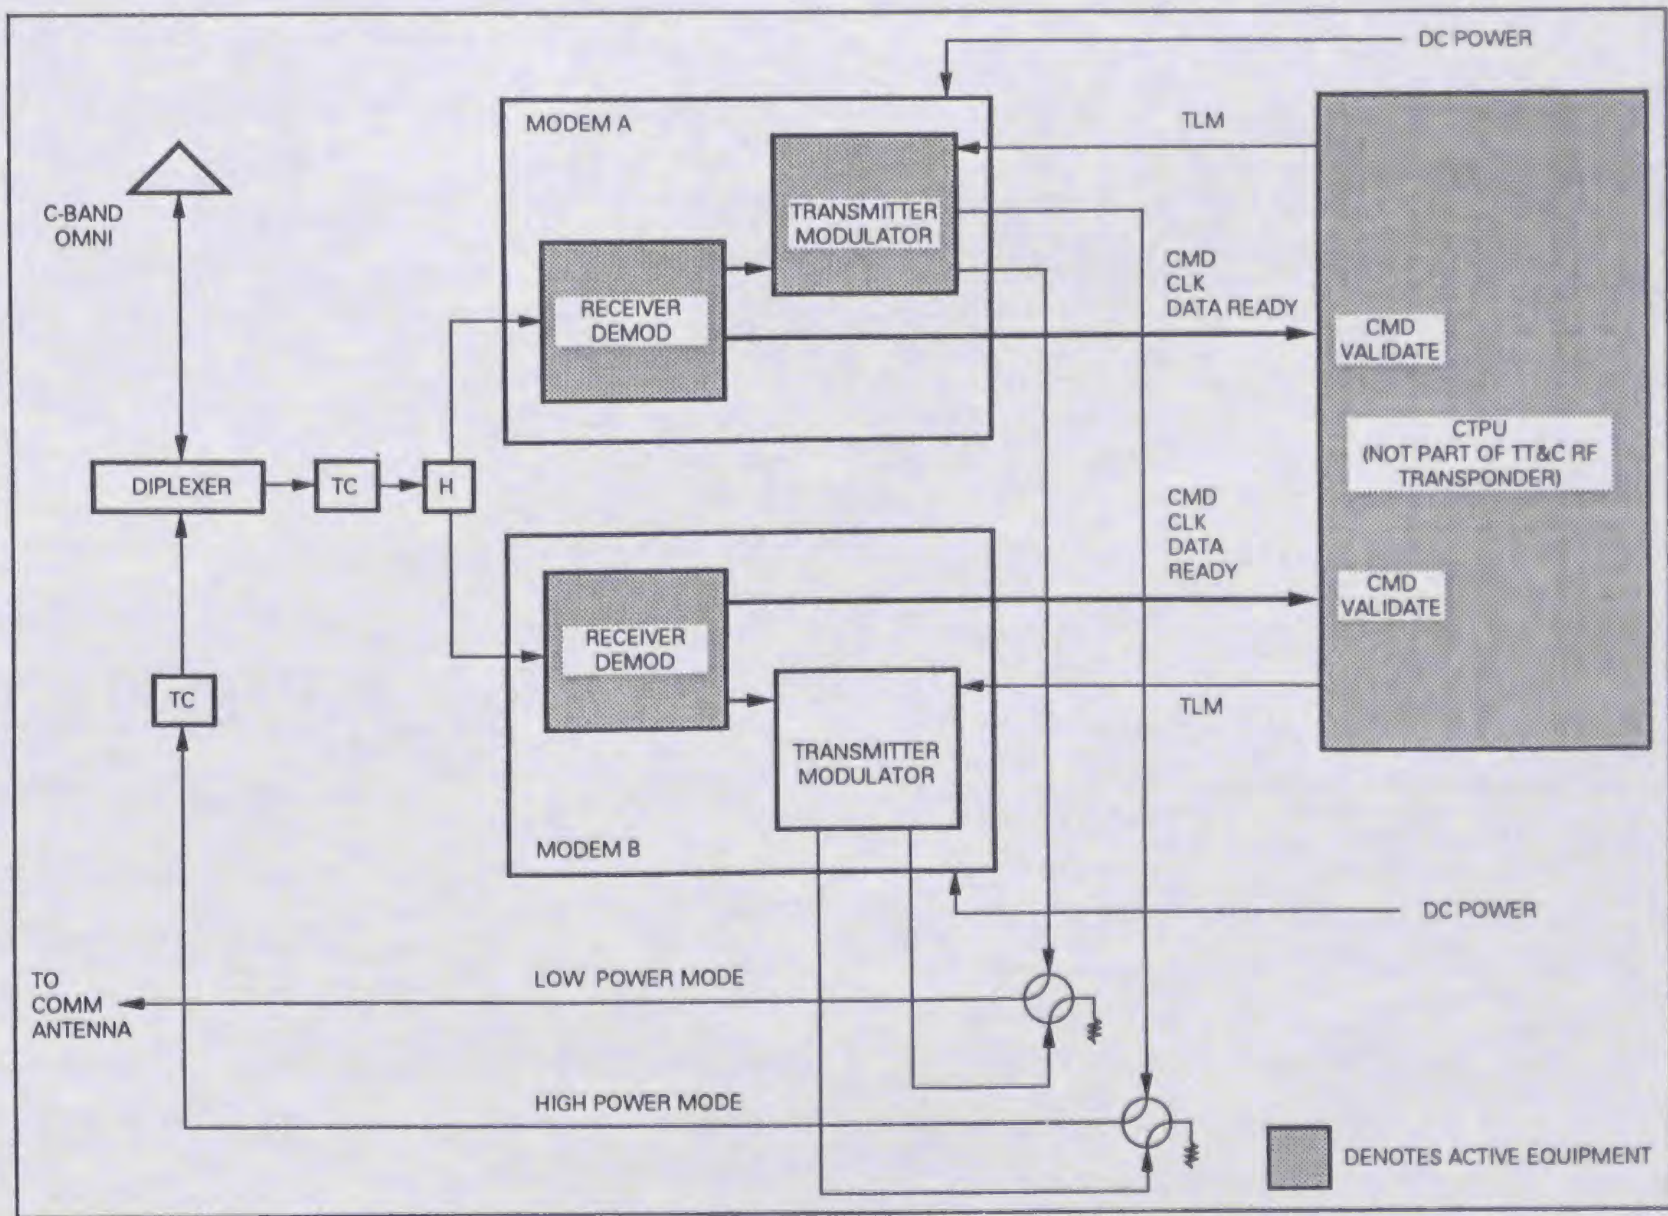 DC POWER
MODEM A
TLM
C-BAND
OMNI
TRANSMITTER
MODULATOR
RECEIVER
DEMOD
CMD
CLK
DATA READY
CMD
VALIDATE
CTPU
(NOT PART OF TT&C RF
TRANSPONDER)
DIPLEXER
TC
H
CMD
CLK
DATA
READY
CMD
VALIDATE
RECEIVER
DEMOD
TC
TLM
TRANSMITTER
MODULATOR
MODEM B
DC POWER
TO
COMM
ANTENNA
LOW POWER MODE
HIGH POWER MODE
DENOTES ACTIVE EQUIPMENT